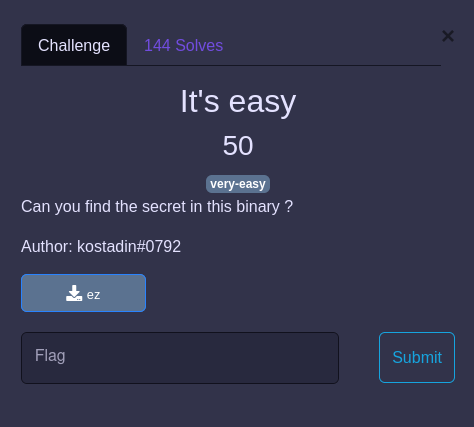 Challenge
144 Solves
×
It's easy
50
very-easy
Can you find the secret in this binary ?
Author: kostadin#0792
ez
Flag
Submit